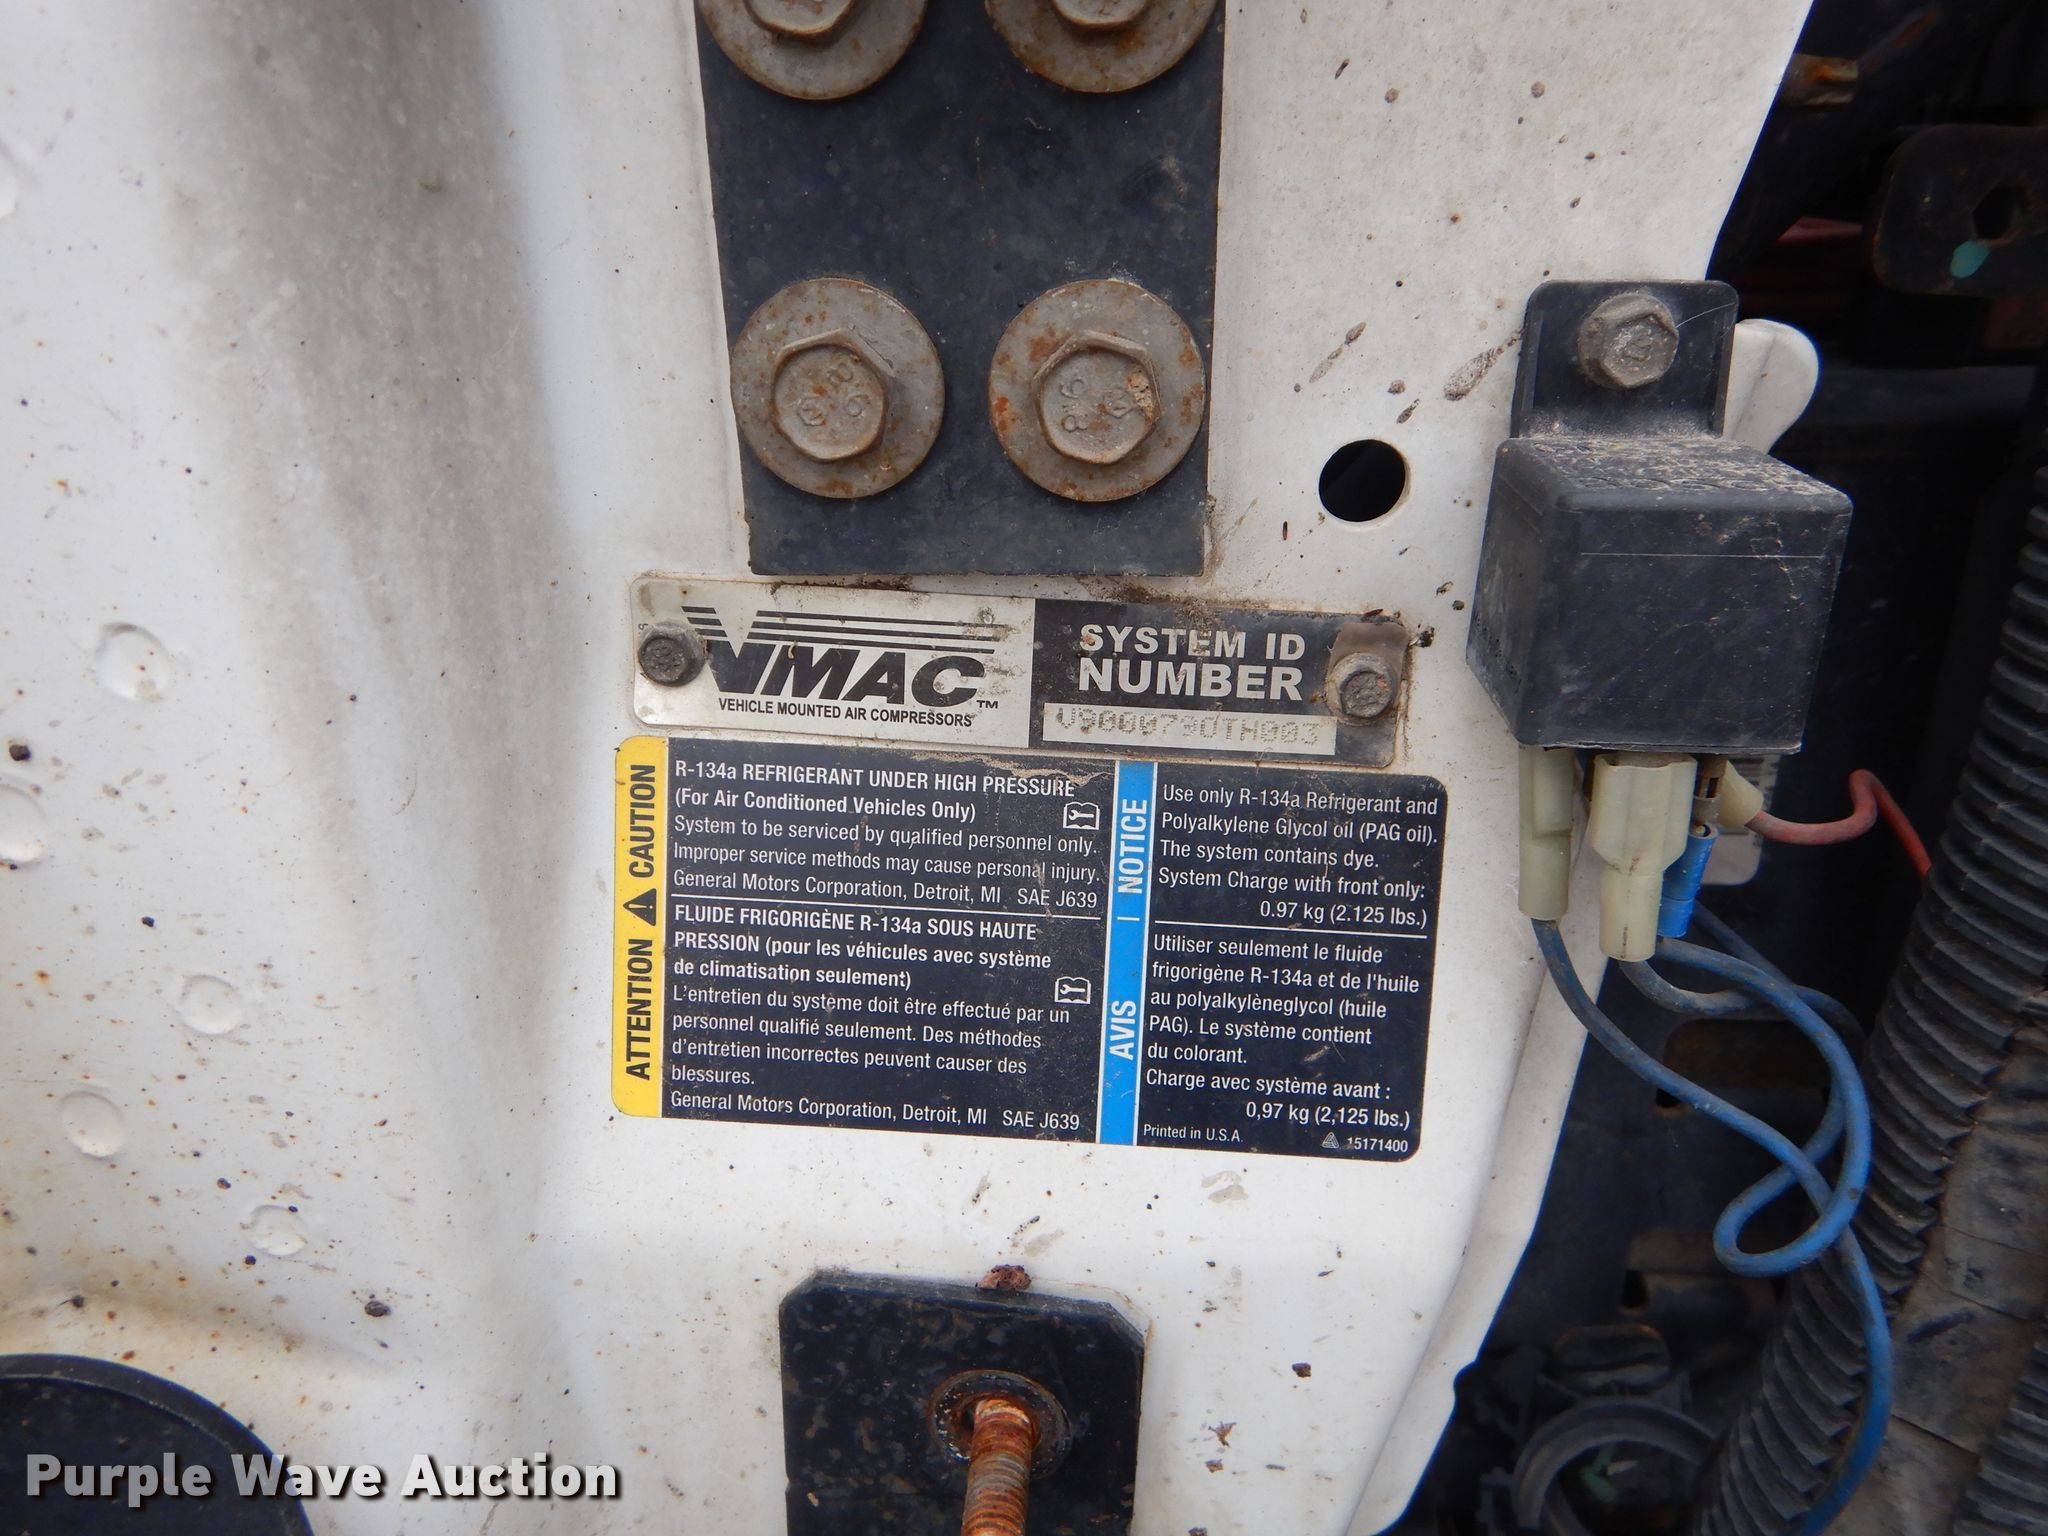 VMAC™
VEHICLE MOUNTED AIR COMPRESSORS
SYSTEM ID
NUMBER
V900079UTH003
ATTENTION ⚠ CAUTION
R-134a REFRIGERANT UNDER HIGH PRESSURE
(For Air Conditioned Vehicles Only)
System to be serviced by qualified personnel only.
Improper service methods may cause personal injury.
General Motors Corporation, Detroit, MI SAE J639
FLUIDE FRIGORIGÈNE R-134a SOUS HAUTE
PRESSION (pour les véhicules avec système
de climatisation seulement)
L'entretien du système doit être effectué par un
personnel qualifié seulement. Des méthodes
d'entretien incorrectes peuvent causer des
blessures.
General Motors Corporation, Detroit, MI SAE J639
AVIS | NOTICE
Use only R-134a Refrigerant and
Polyalkylene Glycol oil (PAG oil).
The system contains dye.
System Charge with front only:
0.97 kg (2.125 lbs.)
Utiliser seulement le fluide
frigorigène R-134a et de l'huile
au polyalkylèneglycol (huile
PAG). Le système contient
du colorant.
Charge avec système avant :
0,97 kg (2,125 lbs.)
Printed in U.S.A.
15171400
Purple Wave Auction